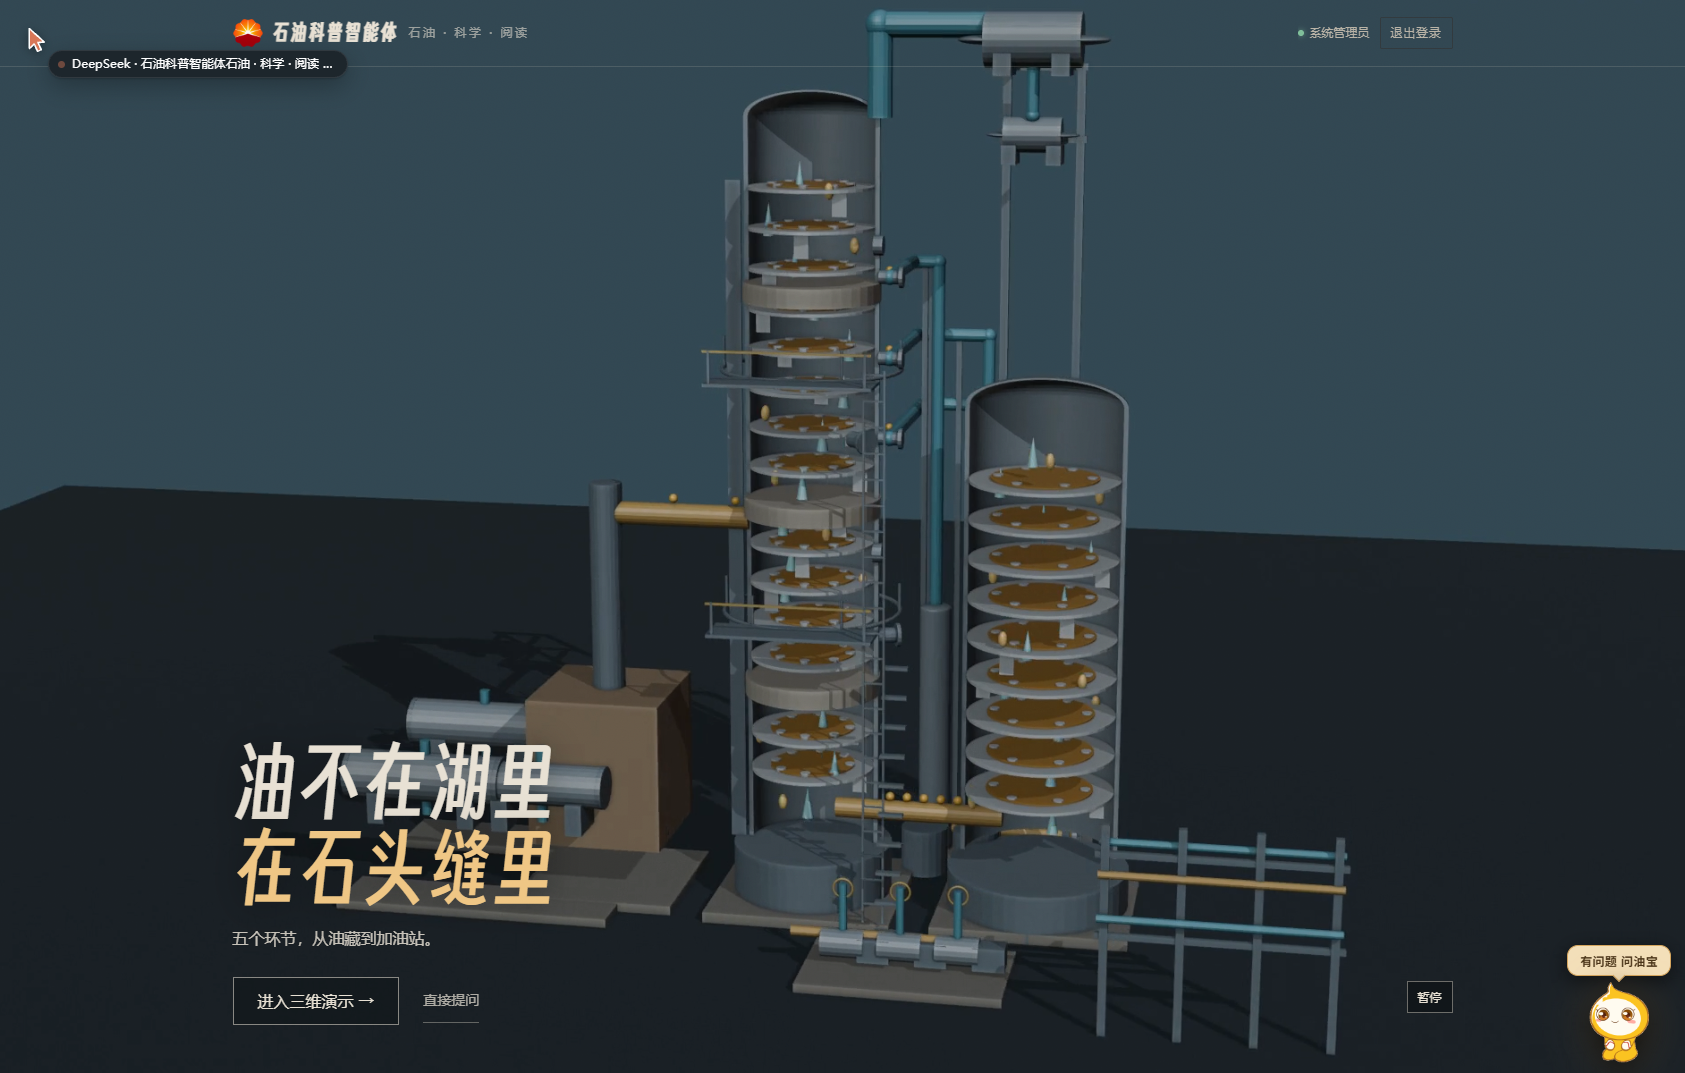 石油科普智能体 石油 · 科学 · 阅读
系统管理员 退出登录
DeepSeek · 石油科普智能体石油 · 科学 · 阅读 ...
油不在湖里
在石头缝里
五个环节，从油藏到加油站。
进入三维演示 → 直接提问
暂停
有问题 问油宝